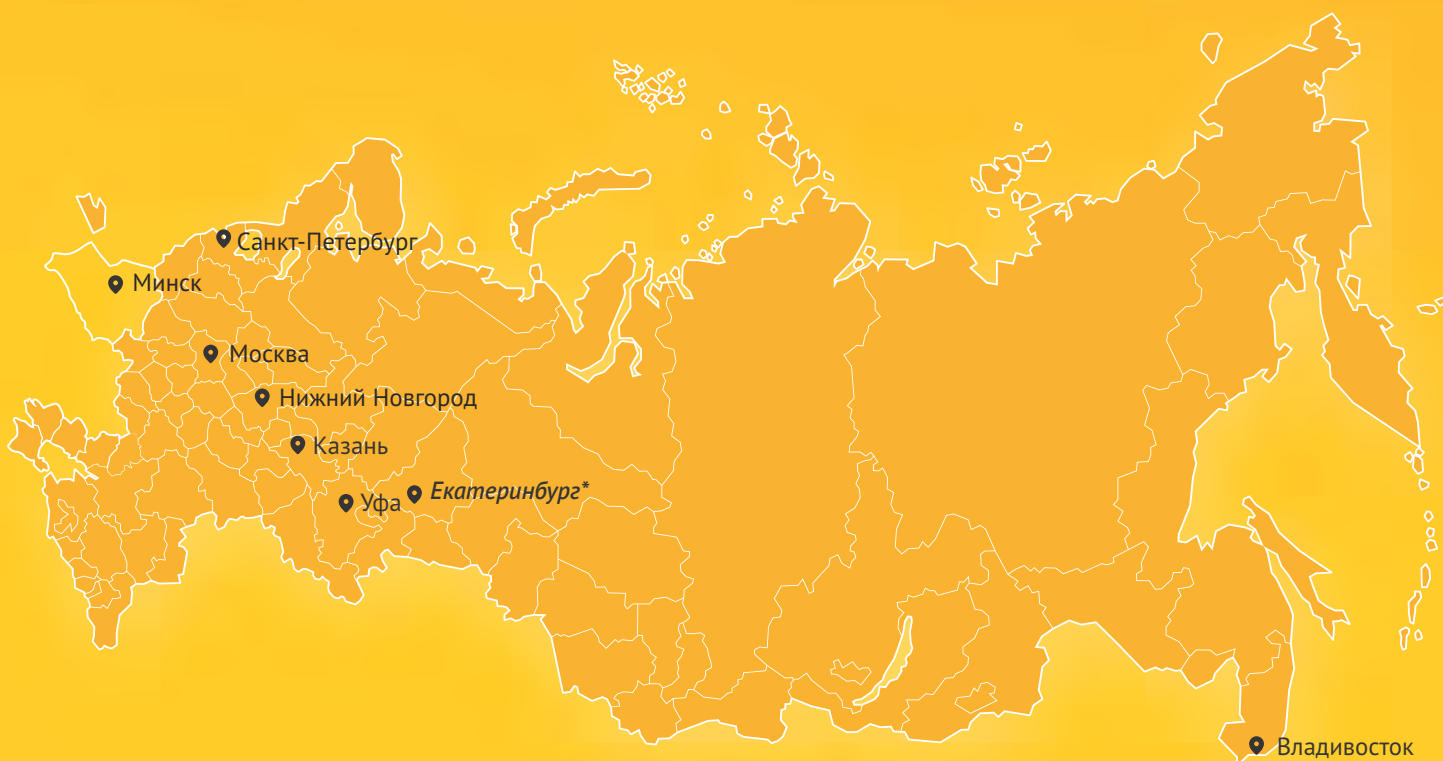 Санкт-Петербург
Минск
Москва
Нижний Новгород
Казань
Екатеринбург*
Уфа
Владивосток